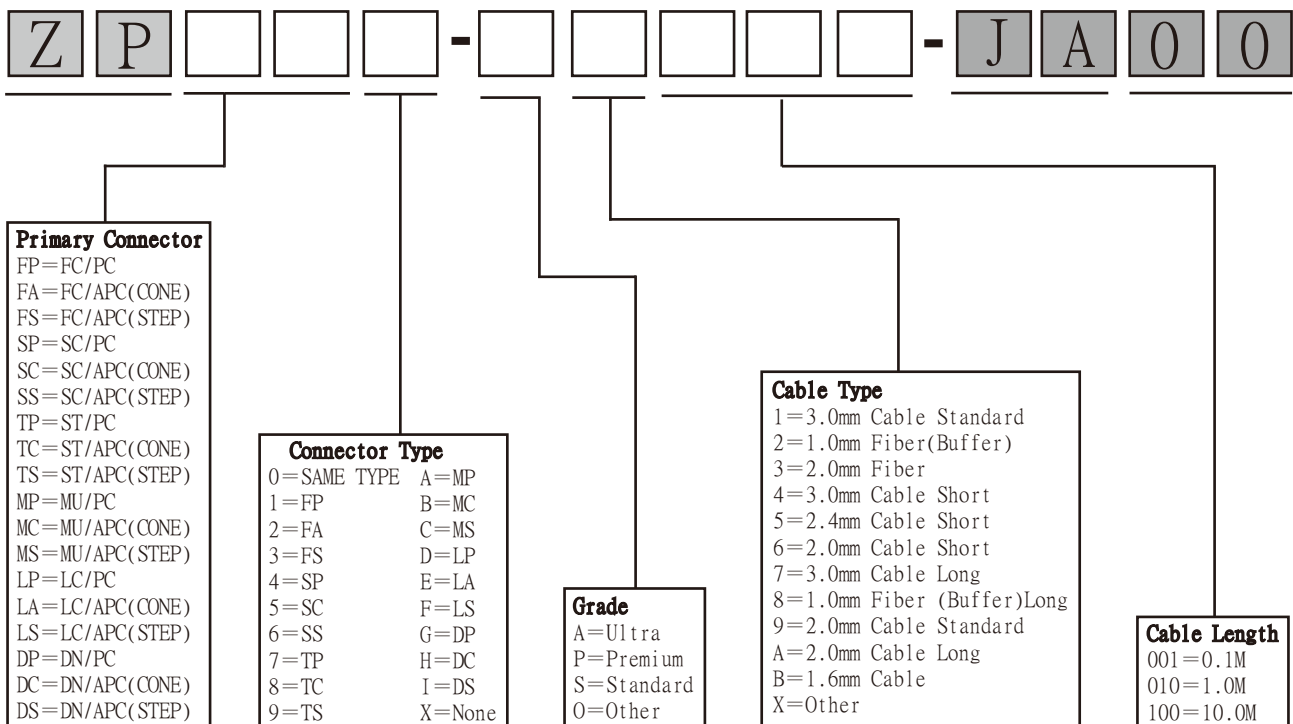 ZP - - JA00
Primary Connector
FP=FC/PC
FA=FC/APC(CONE)
FS=FC/APC(STEP)
SP=SC/PC
SC=SC/APC(CONE)
SS=SC/APC(STEP)
TP=ST/PC
TC=ST/APC(CONE)
TS=ST/APC(STEP)
MP=MU/PC
MC=MU/APC(CONE)
MS=MU/APC(STEP)
LP=LC/PC
LA=LC/APC(CONE)
LS=LC/APC(STEP)
DP=DN/PC
DC=DN/APC(CONE)
DS=DN/APC(STEP)
Connector Type
0=SAME TYPE A=MP
1=FP B=MC
2=FA C=MS
3=FS D=LP
4=SP E=LA
5=SC F=LS
6=SS G=DP
7=TP H=DC
8=TC I=DS
9=TS X=None
Grade
A=Ultra
P=Premium
S=Standard
O=Other
Cable Type
1=3.0mm Cable Standard
2=1.0mm Fiber(Buffer)
3=2.0mm Fiber
4=3.0mm Cable Short
5=2.4mm Cable Short
6=2.0mm Cable Short
7=3.0mm Cable Long
8=1.0mm Fiber (Buffer)Long
9=2.0mm Cable Standard
A=2.0mm Cable Long
B=1.6mm Cable
X=Other
Cable Length
001=0.1M
010=1.0M
100=10.0M